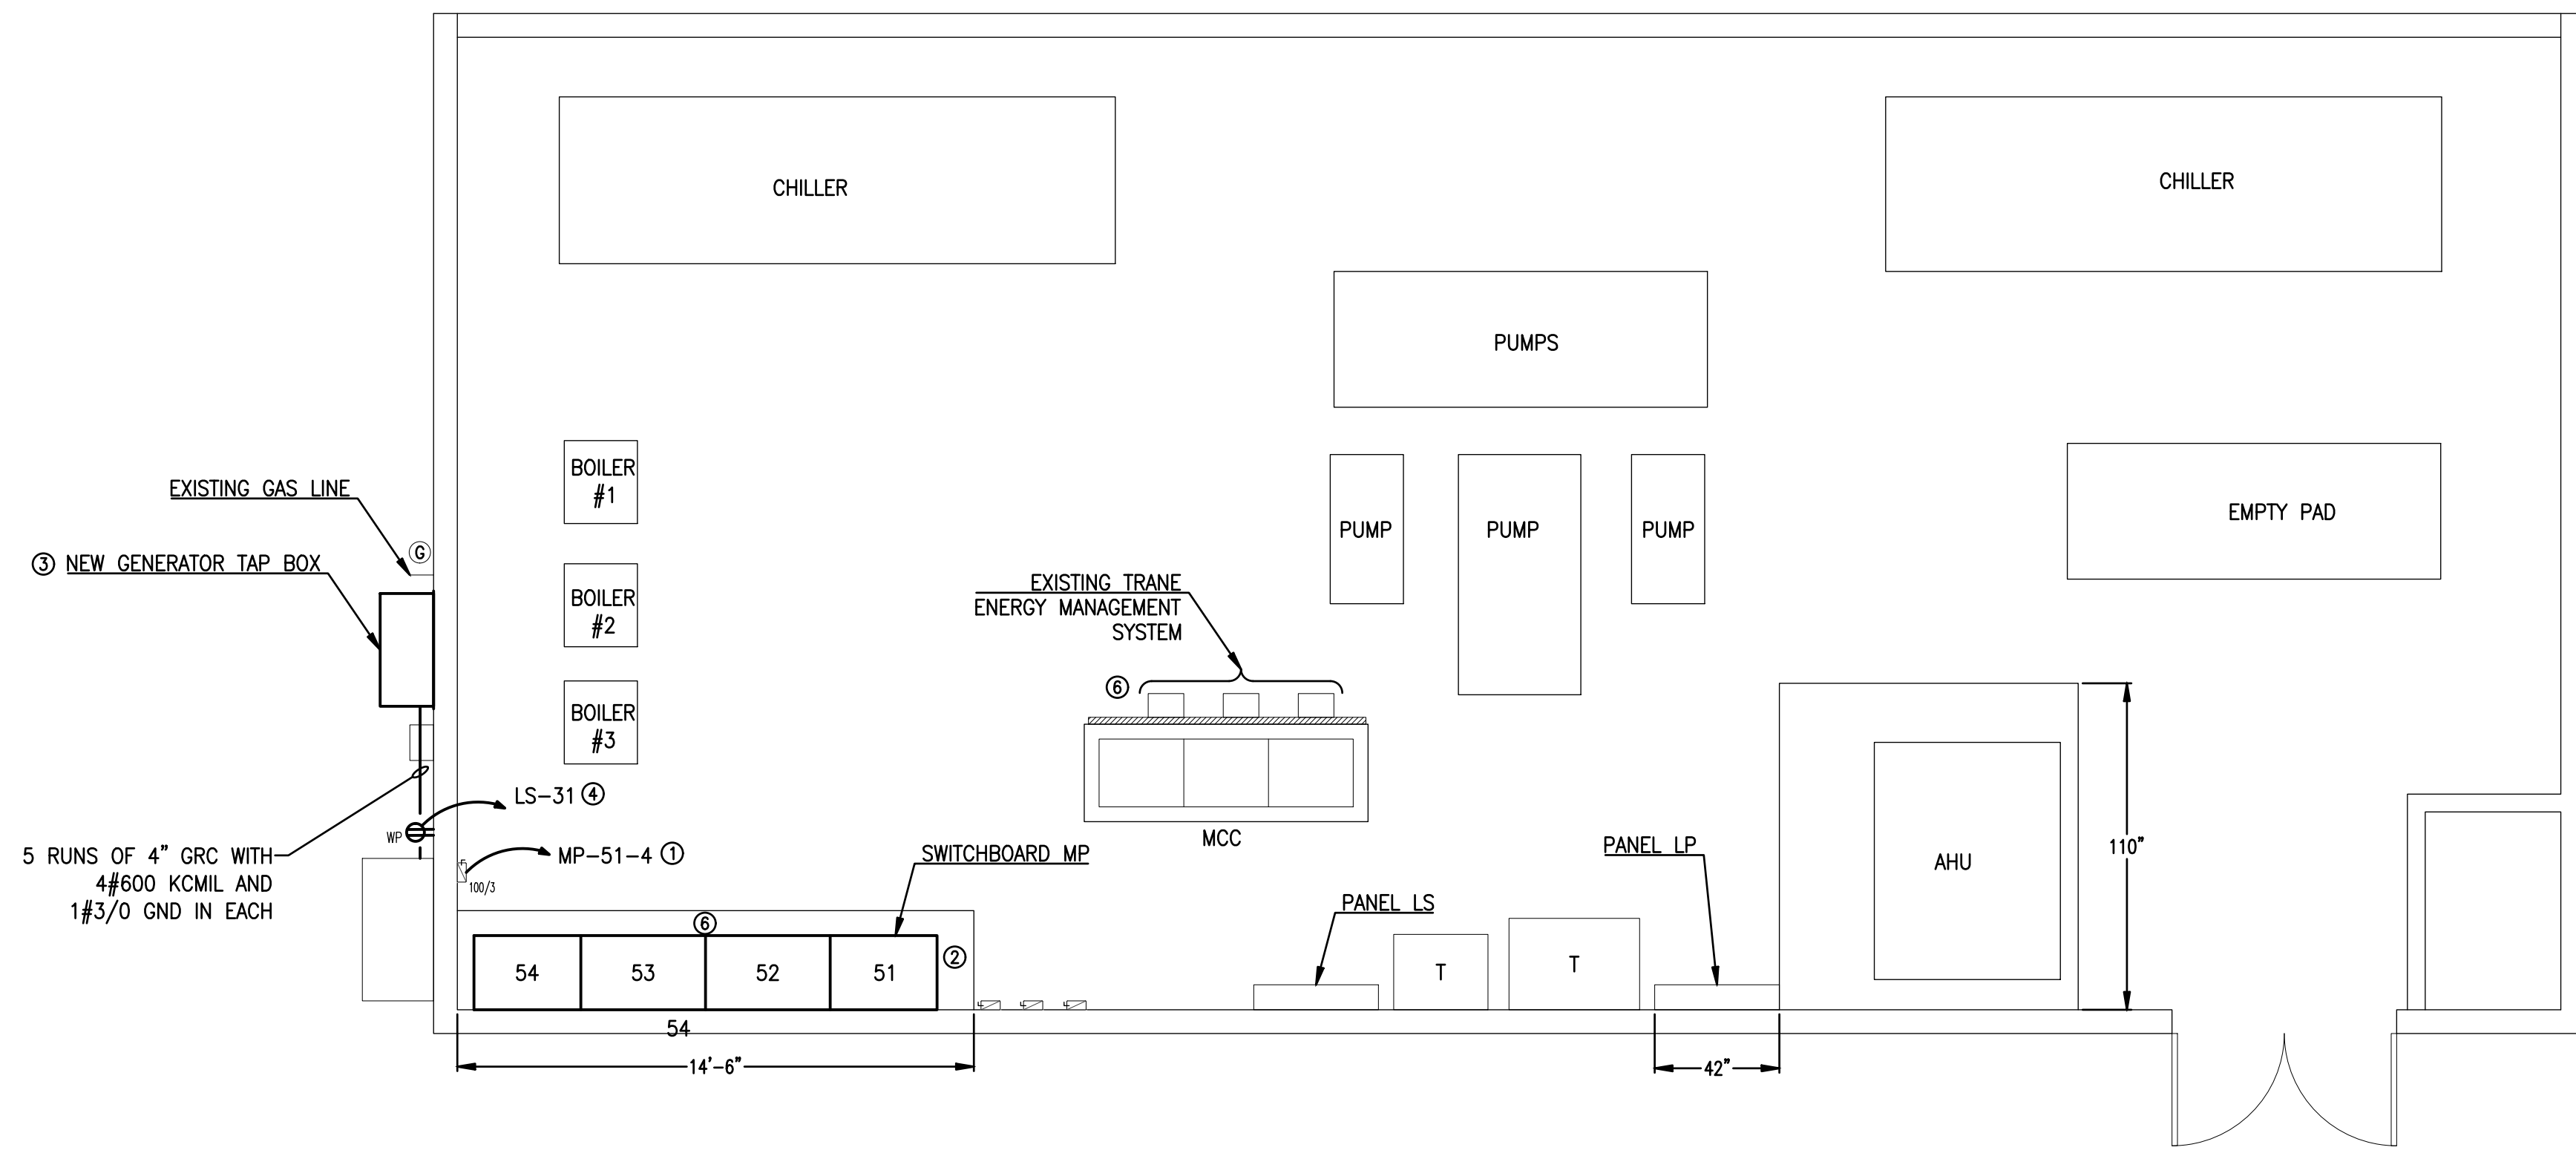 CHILLER
CHILLER
PUMPS
BOILER
#1
EXISTING GAS LINE
EMPTY PAD
PUMP
PUMP
PUMP
G
③ NEW GENERATOR TAP BOX
EXISTING TRANE
ENERGY MANAGEMENT
SYSTEM
BOILER
#2
⑥
BOILER
#3
LS-31 ④
WP
MCC
110"
5 RUNS OF 4" GRC WITH
4#600 KCMIL AND
1#3/0 GND IN EACH
MP-51-4 ①
100/3
SWITCHBOARD MP
PANEL LP
AHU
PANEL LS
⑥
②
54
53
52
51
T
T
54
14'-6"
42"